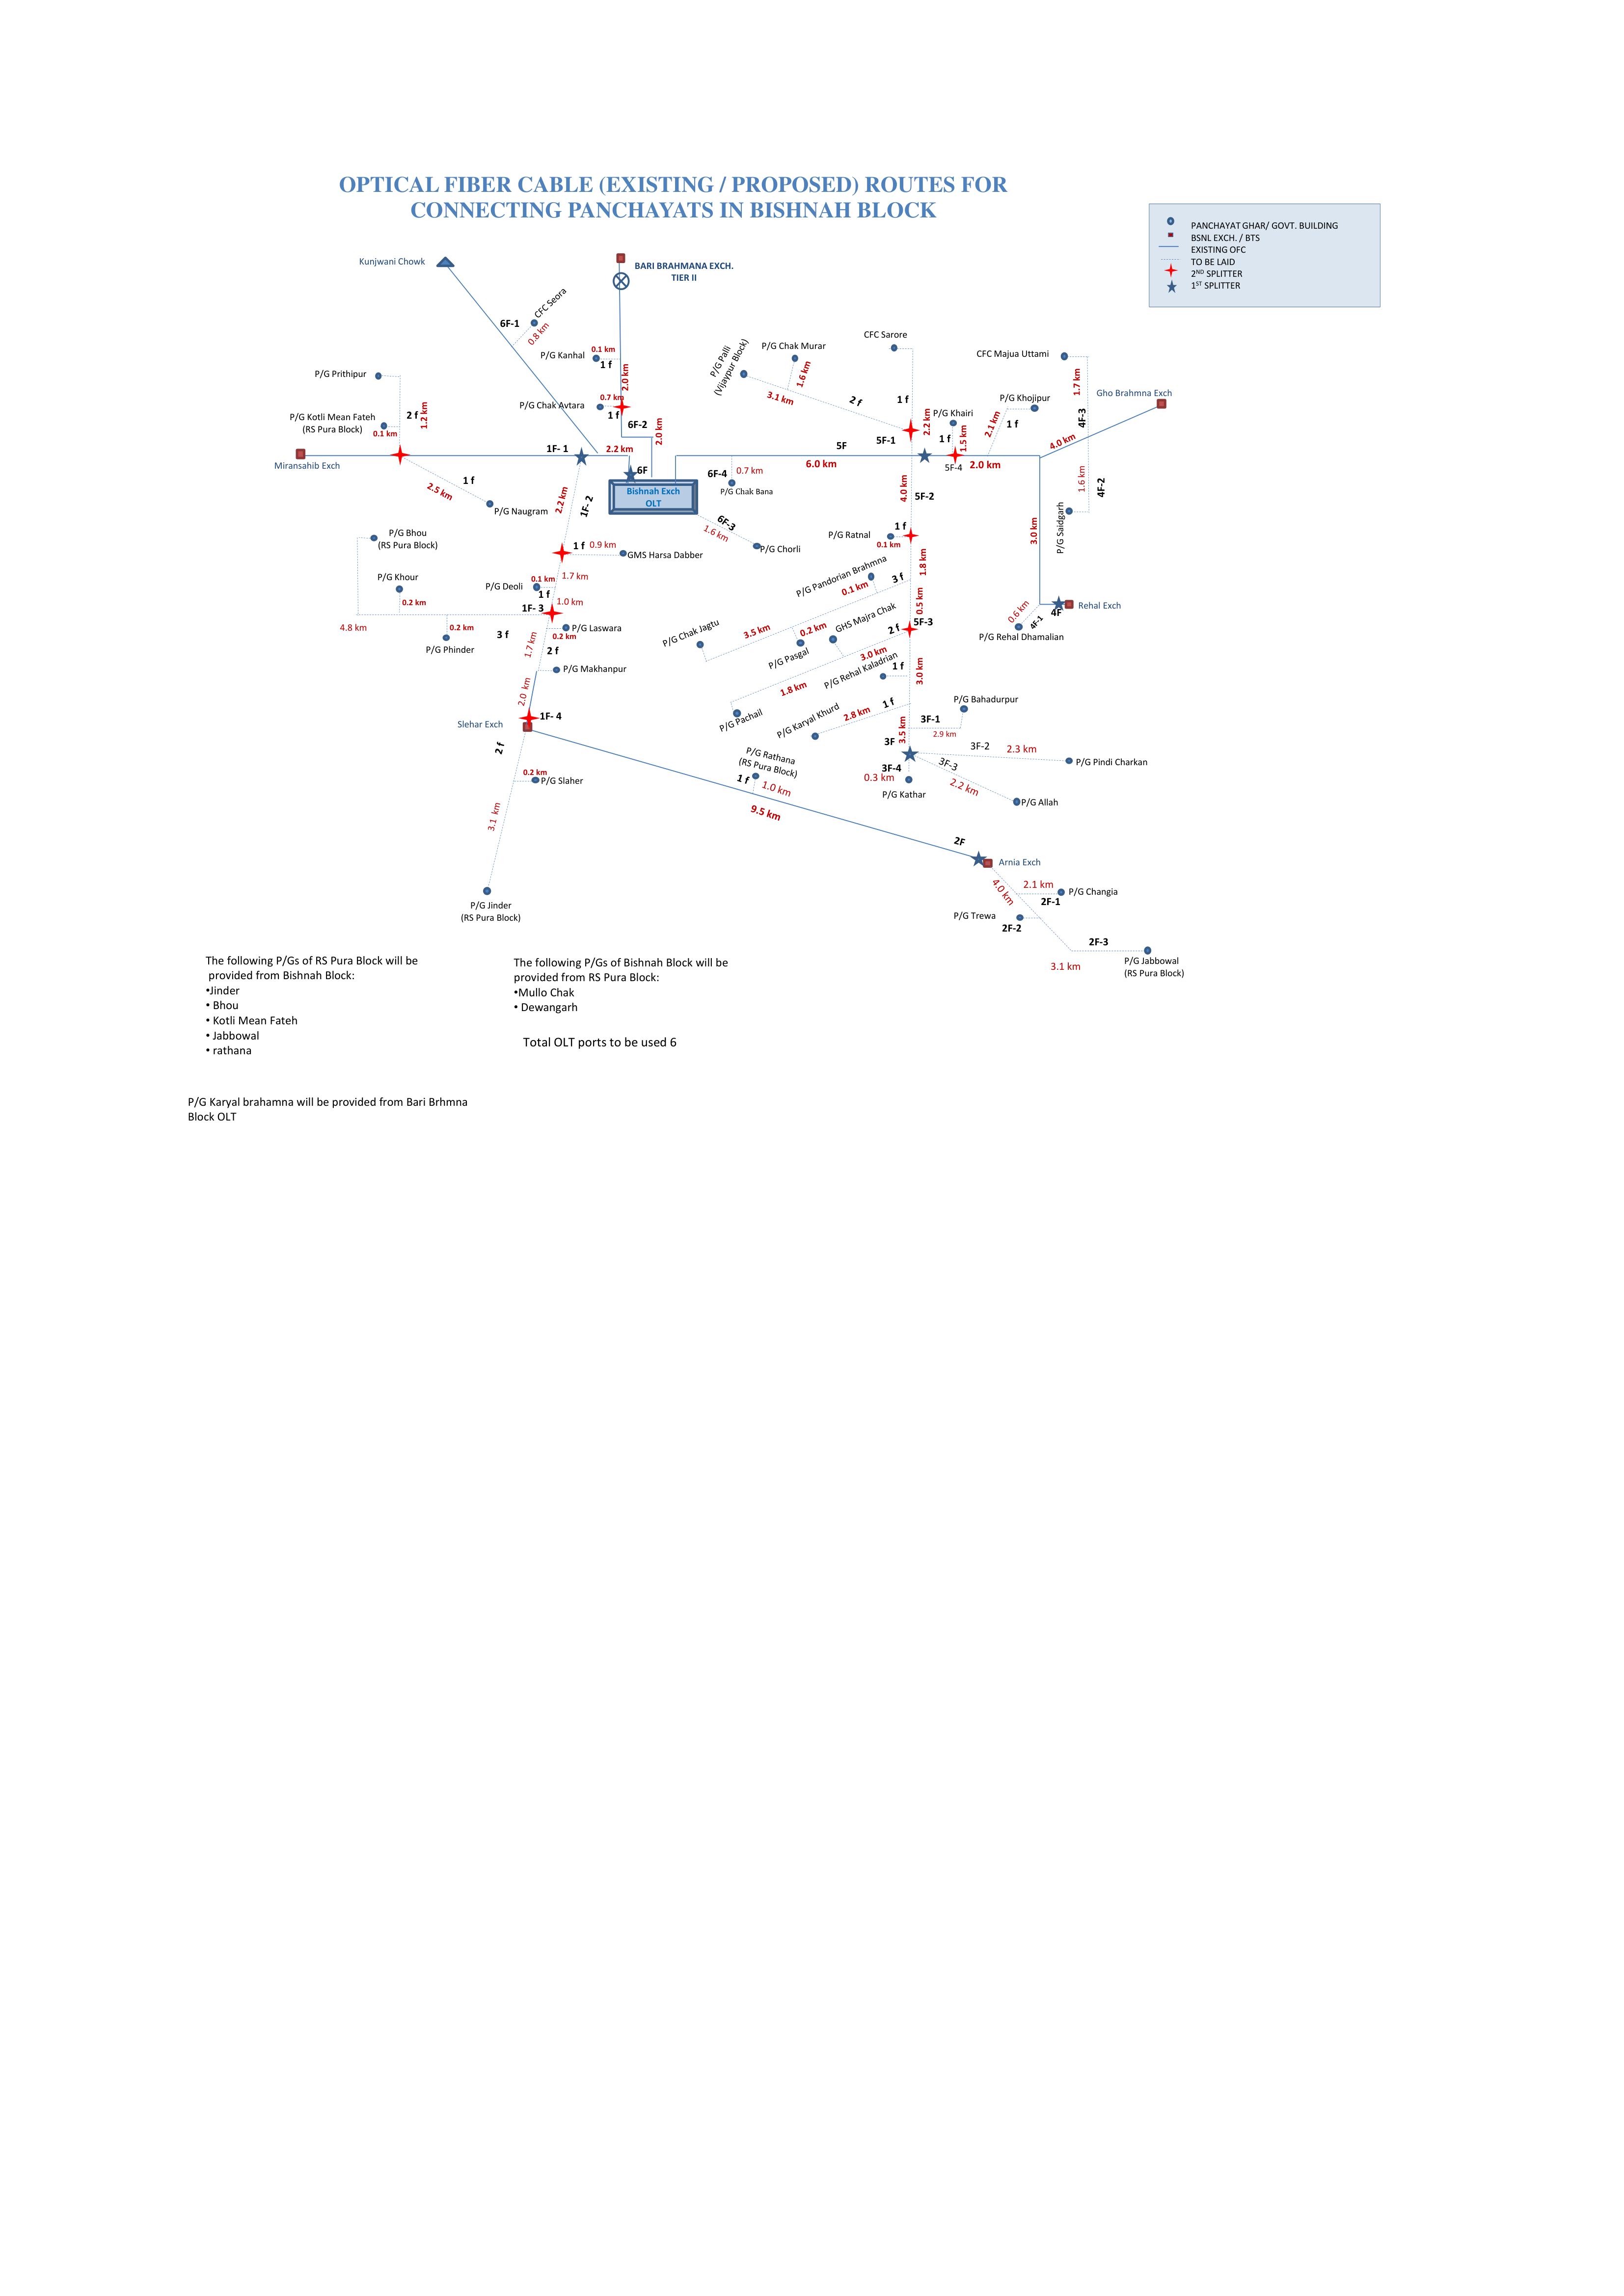 OPTICAL FIBER CABLE (EXISTING / PROPOSED) ROUTES FOR
CONNECTING PANCHAYATS IN BISHNAH BLOCK
PANCHAYAT GHAR/ GOVT. BUILDING
BSNL EXCH. / BTS
EXISTING OFC
TO BE LAID
2ND SPLITTER
1ST SPLITTER
Kunjwani Chowk
BARI BRAHMANA EXCH.
TIER II
CFC Seora
6F-1
0.8 km
P/G Kanhal
0.1 km
1 f
2.0 km
P/G Chak Avtara
0.7 km
1 f
6F-2
2.0 km
P/G Prithipur
P/G Kotli Mean Fateh
(RS Pura Block)
2 f
1.2 km
0.1 km
Miransahib Exch
1F- 1
2.2 km
6F
Bishnah Exch
OLT
1 f
2.5 km
P/G Naugram
2.2 km
1F- 2
P/G Palli
(Vijaypur Block)
P/G Chak Murar
1.6 km
3.1 km
2 f
CFC Sarore
1 f
2.2 km
5F-1
5F
6.0 km
6F-4
0.7 km
P/G Chak Bana
6F-3
1.6 km
P/G Chorli
P/G Khairi
1 f
1.5 km
5F-4
2.0 km
2.1 km
P/G Khojipur
1 f
CFC Majua Uttami
1.7 km
4F-3
Gho Brahmna Exch
4.0 km
1.6 km
4F-2
P/G Saidgarh
3.0 km
4F
Rehal Exch
0.6 km
4F-1
P/G Rehal Dhamalian
4.0 km
5F-2
P/G Ratnal
1 f
0.1 km
1.8 km
P/G Pandorian Brahmna
3 f
0.1 km
0.5 km
5F-3
P/G Chak Jagtu
3.5 km
0.2 km
P/G Pasgal
GHS Majra Chak
2 f
3.0 km
1.8 km
P/G Pachail
P/G Rehal Kaladrian
1 f
3.0 km
P/G Karyal Khurd
2.8 km
1 f
3.5 km
3F-1
2.9 km
P/G Bahadurpur
3F
3F-2
2.3 km
P/G Pindi Charkan
3F-3
2.2 km
P/G Allah
3F-4
0.3 km
P/G Kathar
P/G Bhou
(RS Pura Block)
1 f
0.9 km
GMS Harsa Dabber
P/G Khour
0.2 km
P/G Deoli
0.1 km
1.7 km
1 f
1F- 3
1.0 km
4.8 km
0.2 km
P/G Phinder
3 f
P/G Laswara
0.2 km
1.7 km
2 f
P/G Makhanpur
2.0 km
Slehar Exch
1F- 4
2 f
0.2 km
P/G Slaher
3.1 km
P/G Jinder
(RS Pura Block)
P/G Rathana
(RS Pura Block)
1 f
1.0 km
9.5 km
2F
Arnia Exch
4.0 km
2.1 km
P/G Changia
2F-1
P/G Trewa
2F-2
2F-3
3.1 km
P/G Jabbowal
(RS Pura Block)
The following P/Gs of RS Pura Block will be
provided from Bishnah Block:
•Jinder
• Bhou
• Kotli Mean Fateh
• Jabbowal
• rathana
The following P/Gs of Bishnah Block will be
provided from RS Pura Block:
•Mullo Chak
• Dewangarh
Total OLT ports to be used 6
P/G Karyal brahamna will be provided from Bari Brhmna
Block OLT